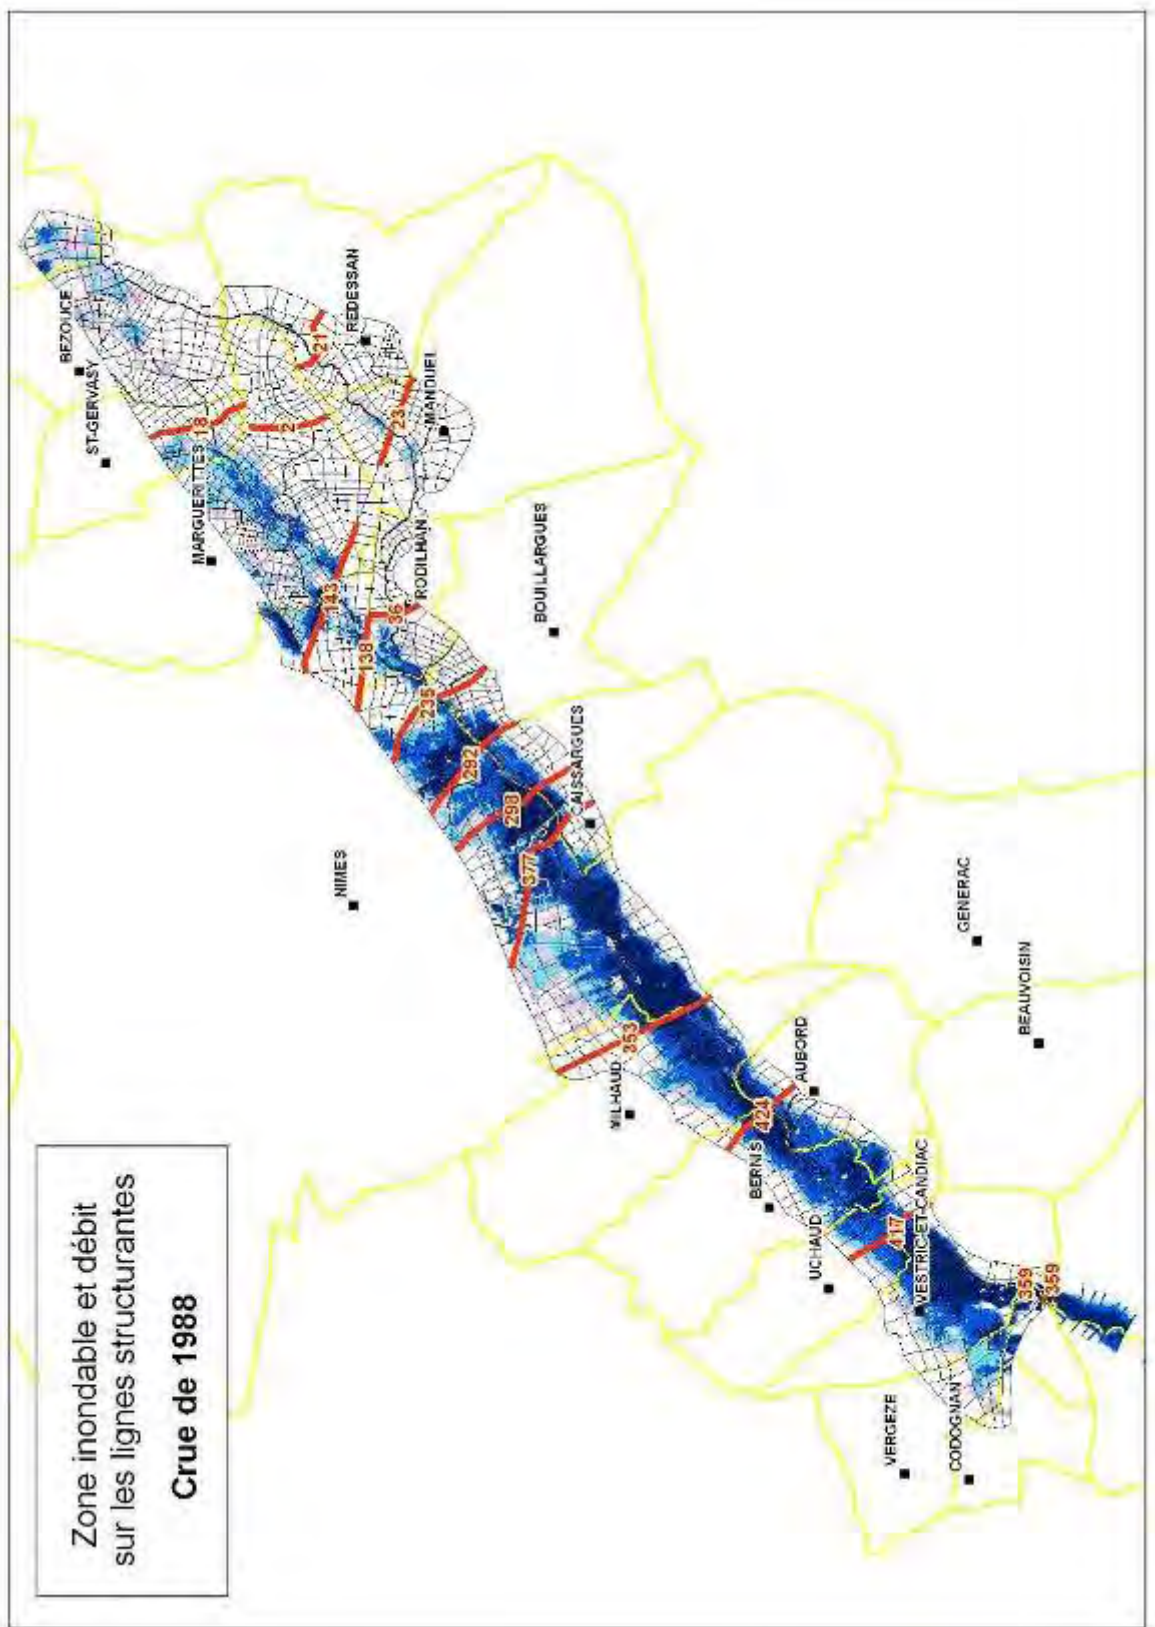 Zone inondable et débit
sur les lignes structurantes
Crue de 1988
BEZOUCE
ST-GERVASY
REDESSAN
21
MARGUERITTES
18
2
23
MANDUEL
143
RODILHAN
36
138
BOUILLARGUES
235
292
298
CAISSARGUES
377
NIMES
GENERAC
BEAUVOISIN
353
MILHAUD
AUBORD
424
BERNIS
UCHAUD
417
VESTRIC-ET-CANDIAC
359
359
VERGEZE
CODOGNAN